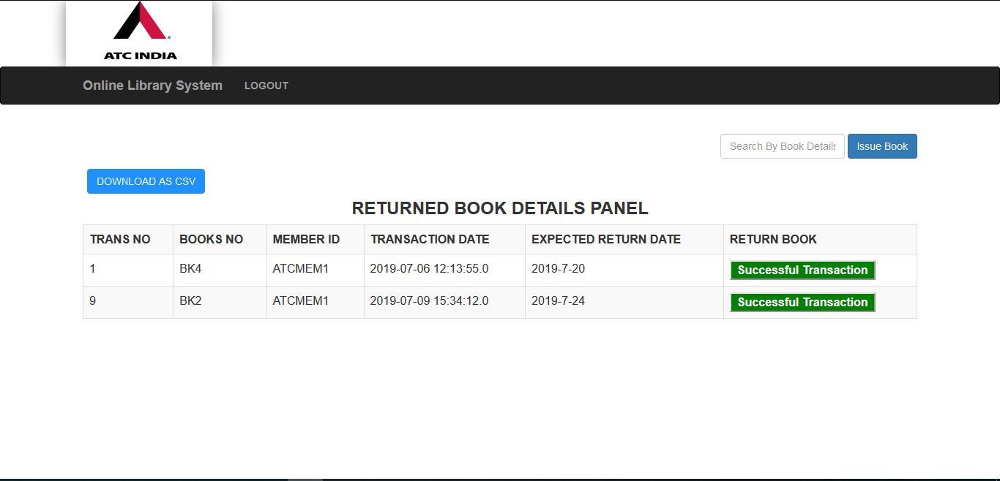 ATC INDIA
Online Library System LOGOUT
Search By Book Details Issue Book
DOWNLOAD AS CSV
RETURNED BOOK DETAILS PANEL
TRANS NO BOOKS NO MEMBER ID TRANSACTION DATE EXPECTED RETURN DATE RETURN BOOK
1 BK4 ATCMEM1 2019-07-06 12:13:55.0 2019-7-20 Successful Transaction
9 BK2 ATCMEM1 2019-07-09 15:34:12.0 2019-7-24 Successful Transaction